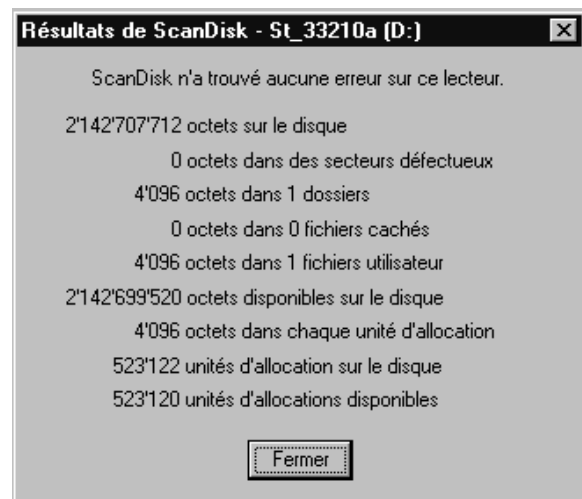 Résultats de ScanDisk - St_33210a (D:)
ScanDisk n'a trouvé aucune erreur sur ce lecteur.
2'142'707'712 octets sur le disque
0 octets dans des secteurs défectueux
4'096 octets dans 1 dossiers
0 octets dans 0 fichiers cachés
4'096 octets dans 1 fichiers utilisateur
2'142'699'520 octets disponibles sur le disque
4'096 octets dans chaque unité d'allocation
523'122 unités d'allocation sur le disque
523'120 unités d'allocations disponibles
Fermer